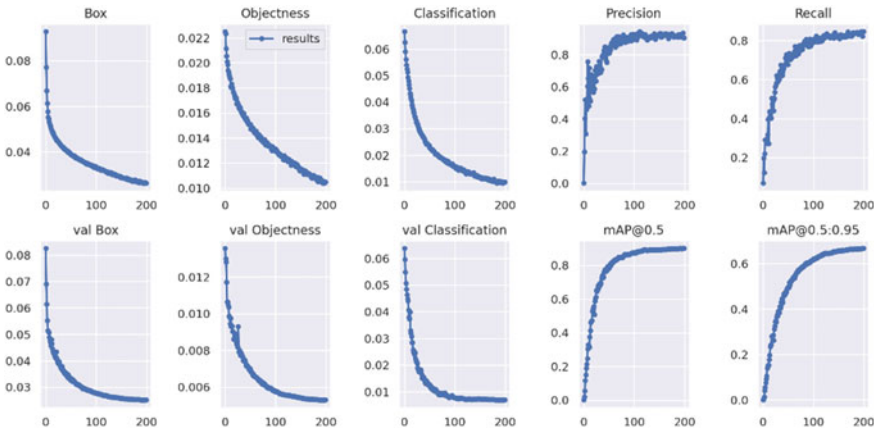 Box
Objectness
Classification
Precision
Recall
results
0.08
0.06
0.04
0.022
0.020
0.018
0.016
0.014
0.012
0.010
0.06
0.05
0.04
0.03
0.02
0.01
0.8
0.6
0.4
0.2
0.0
0.8
0.6
0.4
0.2
0 100 200
0 100 200
0 100 200
0 100 200
0 100 200
val Box
val Objectness
val Classification
mAP@0.5
mAP@0.5:0.95
0.08
0.07
0.06
0.05
0.04
0.03
0.012
0.010
0.008
0.006
0.06
0.05
0.04
0.03
0.02
0.01
0.8
0.6
0.4
0.2
0.0
0.6
0.4
0.2
0.0
0 100 200
0 100 200
0 100 200
0 100 200
0 100 200